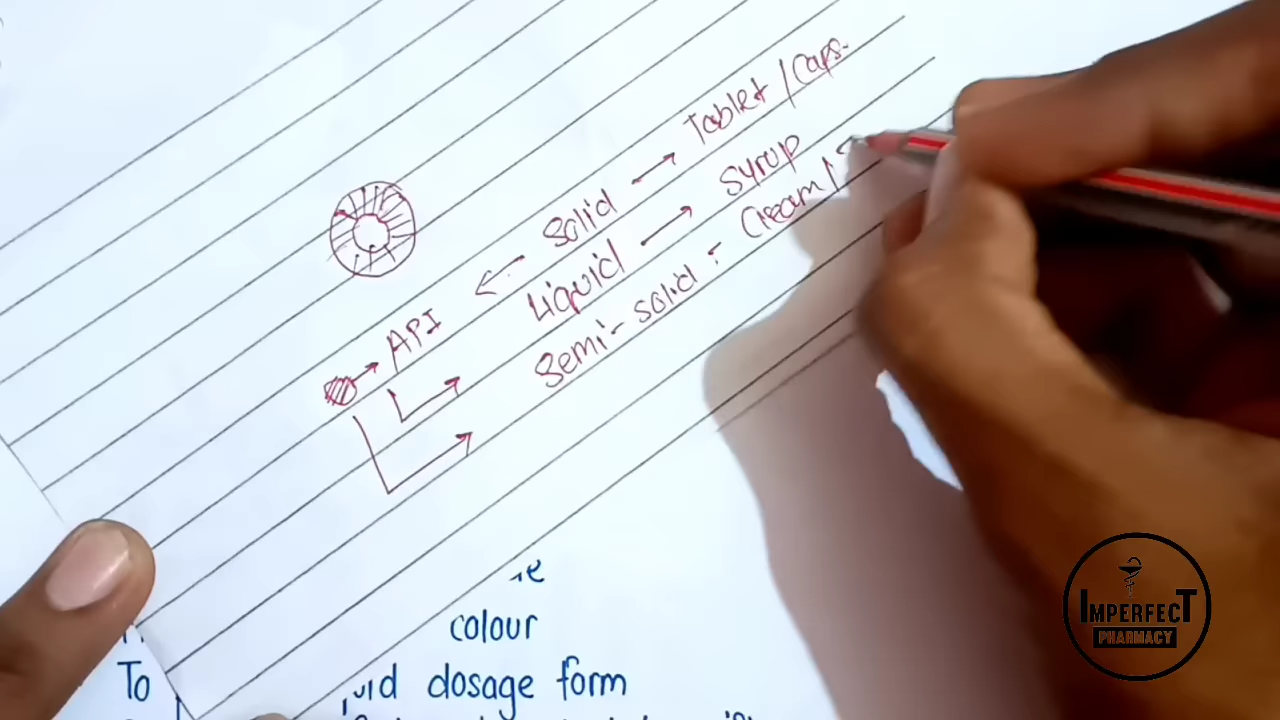 Solid → Tablet / Caps.
API ← Liquid → Syrup
Semi-solid - Cream /
colour
To
dosage form
IMPERFECT
PHARMACY